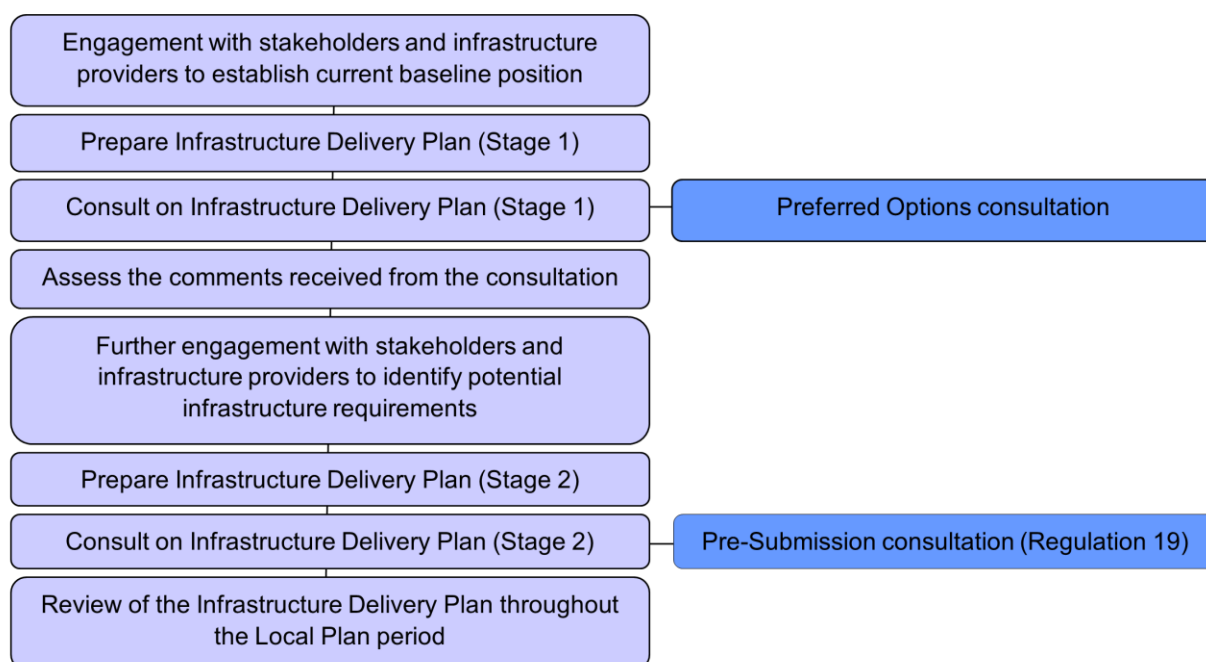 Engagement with stakeholders and infrastructure
providers to establish current baseline position
Prepare Infrastructure Delivery Plan (Stage 1)
Consult on Infrastructure Delivery Plan (Stage 1)
Preferred Options consultation
Assess the comments received from the consultation
Further engagement with stakeholders and
infrastructure providers to identify potential
infrastructure requirements
Prepare Infrastructure Delivery Plan (Stage 2)
Consult on Infrastructure Delivery Plan (Stage 2)
Pre-Submission consultation (Regulation 19)
Review of the Infrastructure Delivery Plan throughout
the Local Plan period